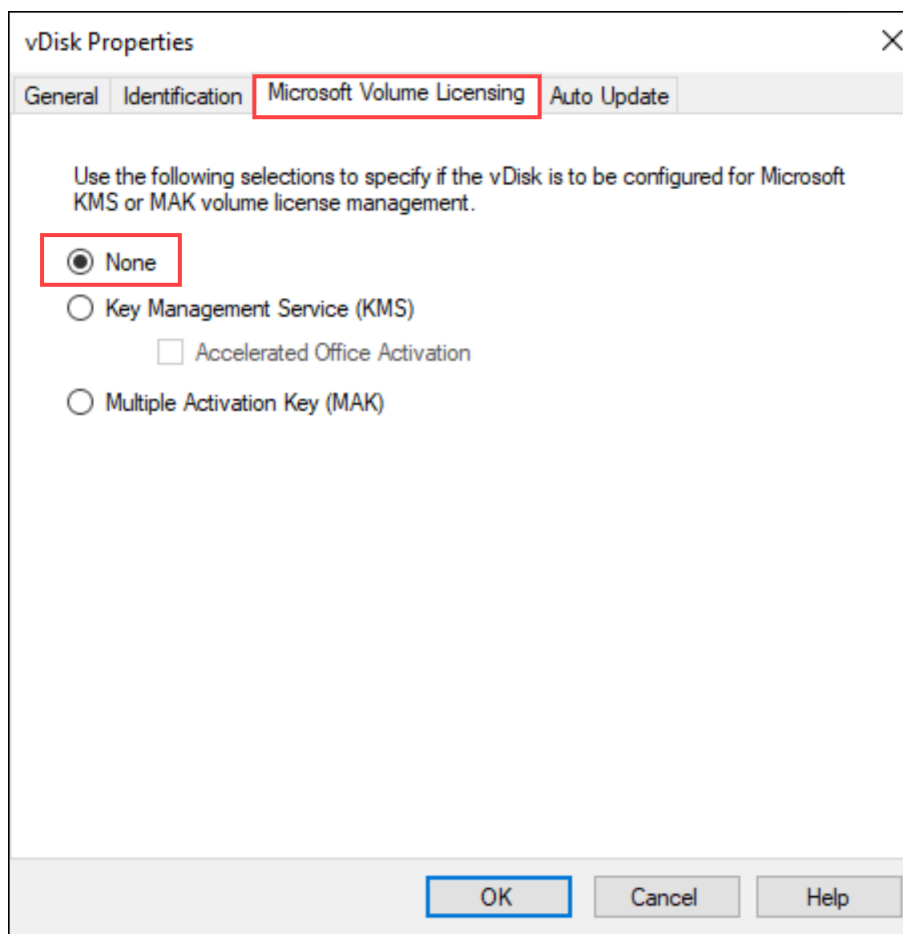 vDisk Properties
General Identification Microsoft Volume Licensing Auto Update
Use the following selections to specify if the vDisk is to be configured for Microsoft
KMS or MAK volume license management.
None
Key Management Service (KMS)
Accelerated Office Activation
Multiple Activation Key (MAK)
OK Cancel Help